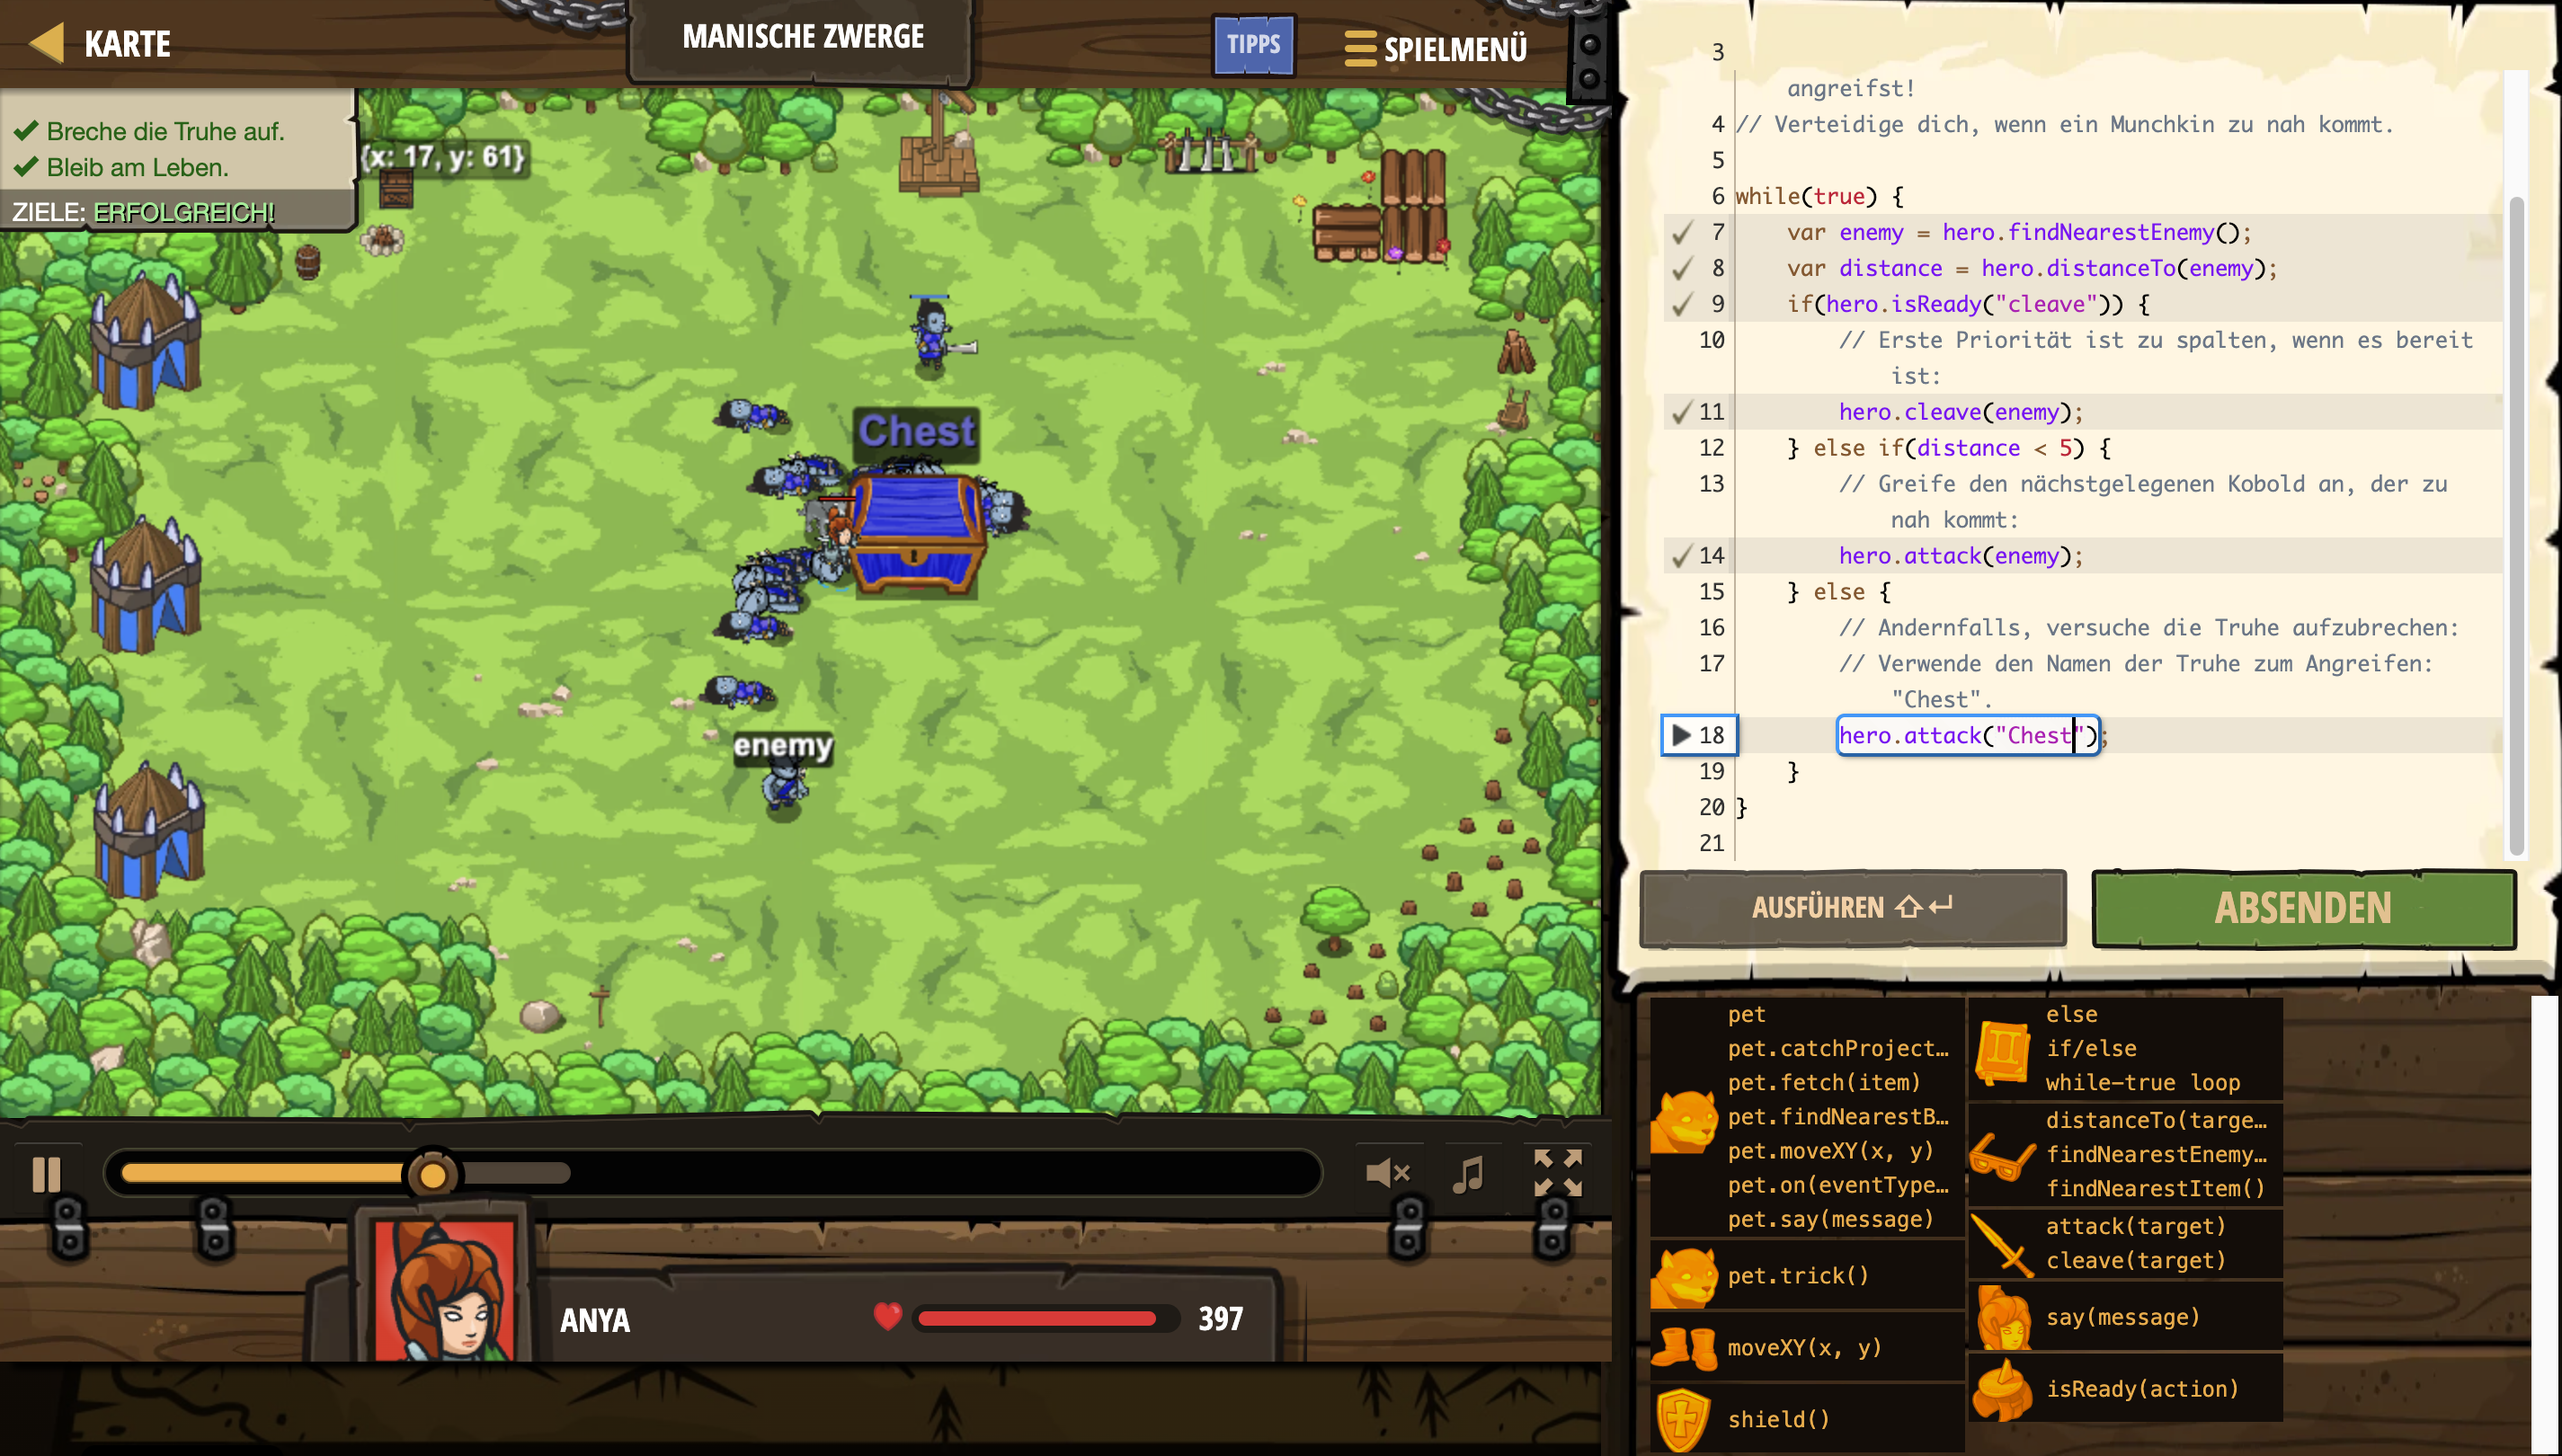 KARTE
MANISCHE ZWERGE
TIPPS
SPIELMENÜ
Breche die Truhe auf.
Bleib am Leben.
ZIELE: ERFOLGREICH!
{x: 17, y: 61}
Chest
enemy
ANYA
397
3
angreifst!
4 // Verteidige dich, wenn ein Munchkin zu nah kommt.
5
6 while(true) {
7 var enemy = hero.findNearestEnemy();
8 var distance = hero.distanceTo(enemy);
9 if(hero.isReady("cleave")) {
10 // Erste Priorität ist zu spalten, wenn es bereit
ist:
11 hero.cleave(enemy);
12 } else if(distance < 5) {
13 // Greife den nächstgelegenen Kobold an, der zu
nah kommt:
14 hero.attack(enemy);
15 } else {
16 // Andernfalls, versuche die Truhe aufzubrechen:
17 // Verwende den Namen der Truhe zum Angreifen:
"Chest".
18 hero.attack("Chest");
19 }
20 }
21
AUSFÜHREN ⇧↵
ABSENDEN
pet
pet.catchProject…
pet.fetch(item)
pet.findNearestB…
pet.moveXY(x, y)
pet.on(eventType…
pet.say(message)
pet.trick()
moveXY(x, y)
shield()
else
if/else
while-true loop
distanceTo(targe…
findNearestEnemy…
findNearestItem()
attack(target)
cleave(target)
say(message)
isReady(action)